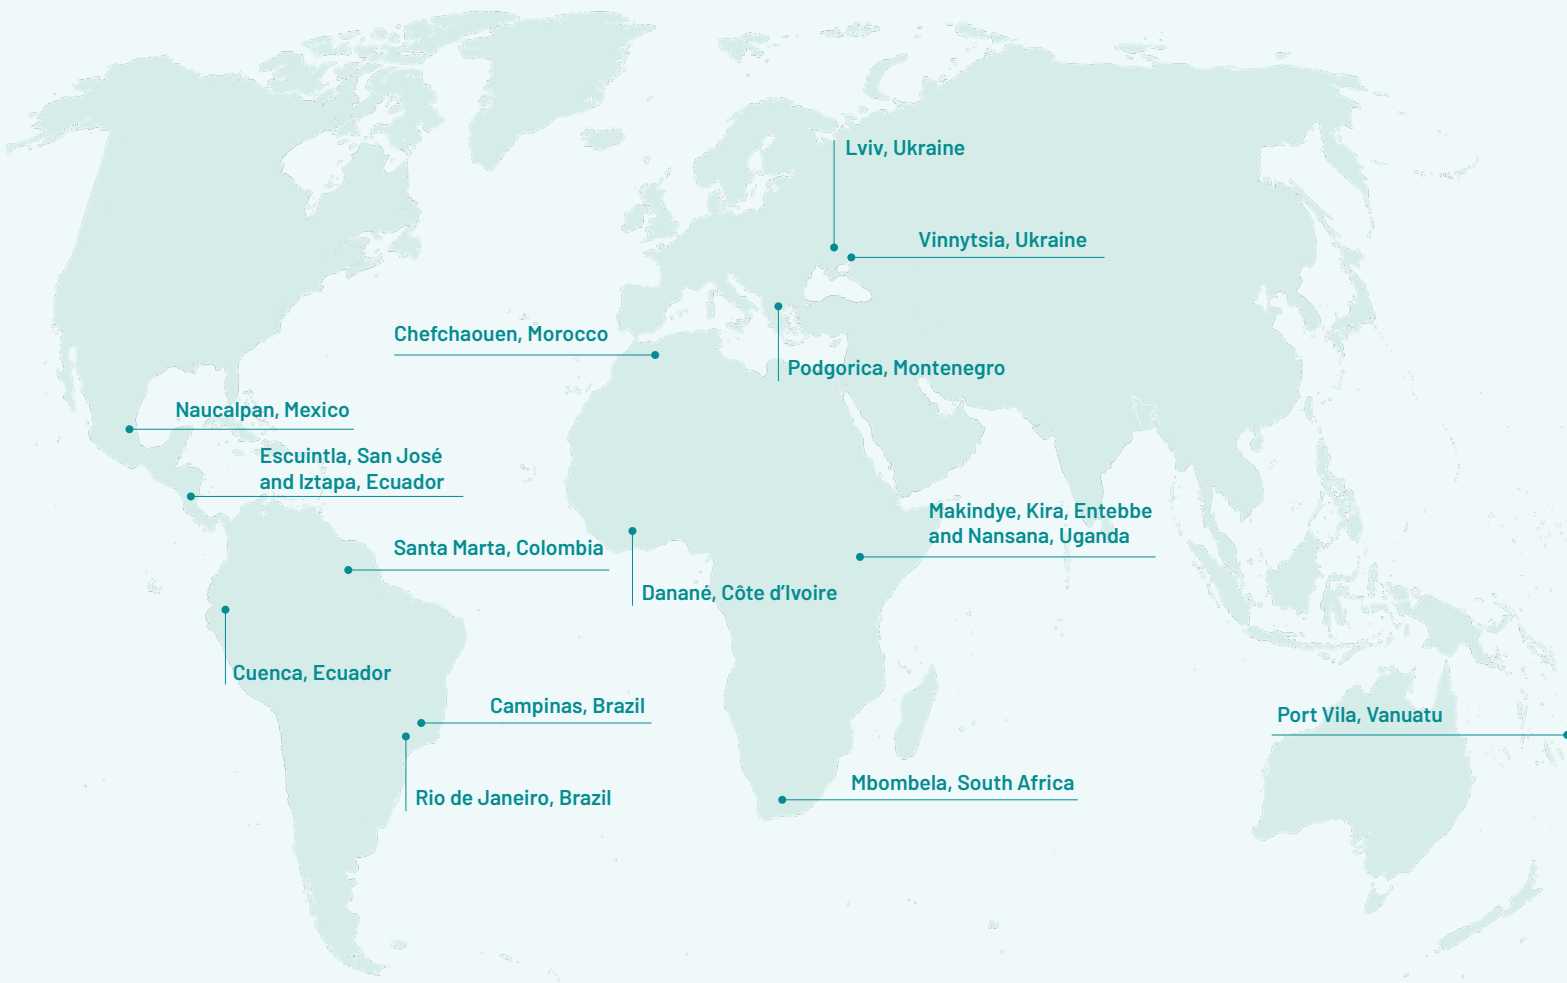 Lviv, Ukraine
Vinnytsia, Ukraine
Chefchaouen, Morocco
Podgorica, Montenegro
Naucalpan, Mexico
Escuintla, San José
and Iztapa, Ecuador
Makindye, Kira, Entebbe
and Nansana, Uganda
Santa Marta, Colombia
Danané, Côte d’Ivoire
Cuenca, Ecuador
Campinas, Brazil
Port Vila, Vanuatu
Mbombela, South Africa
Rio de Janeiro, Brazil